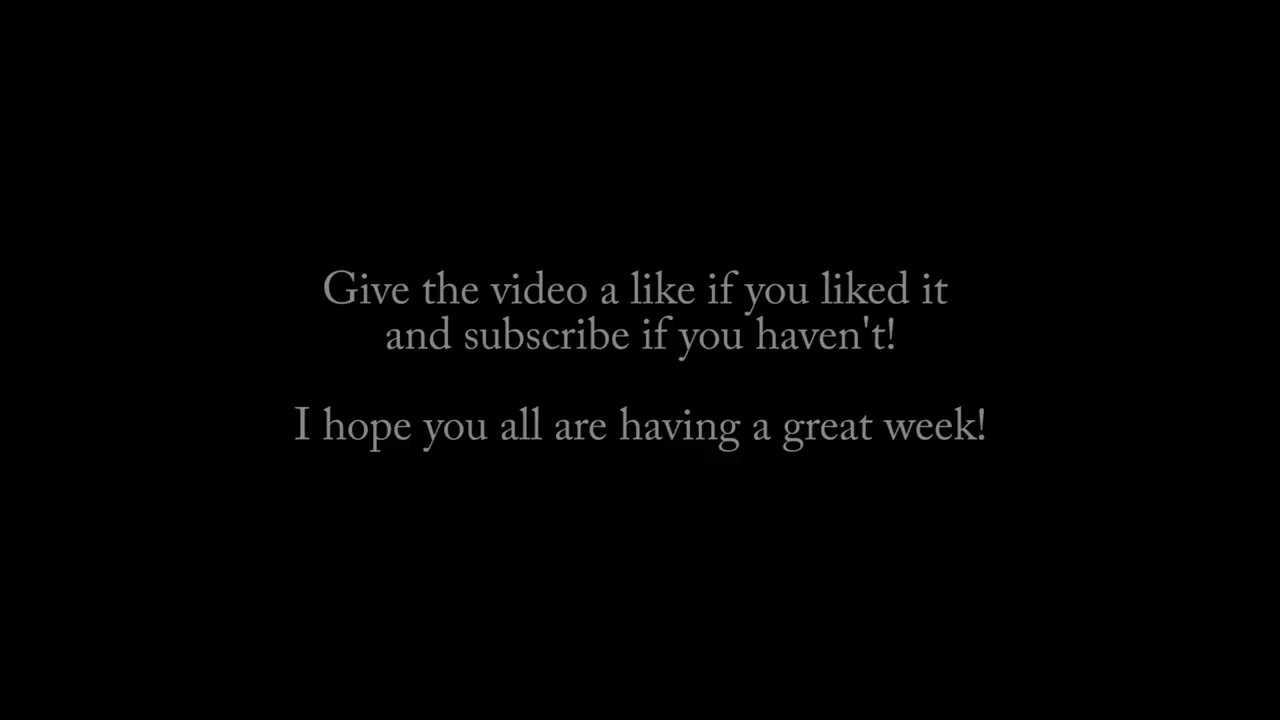 Give the video a like if you liked it
and subscribe if you haven't!
I hope you all are having a great week!